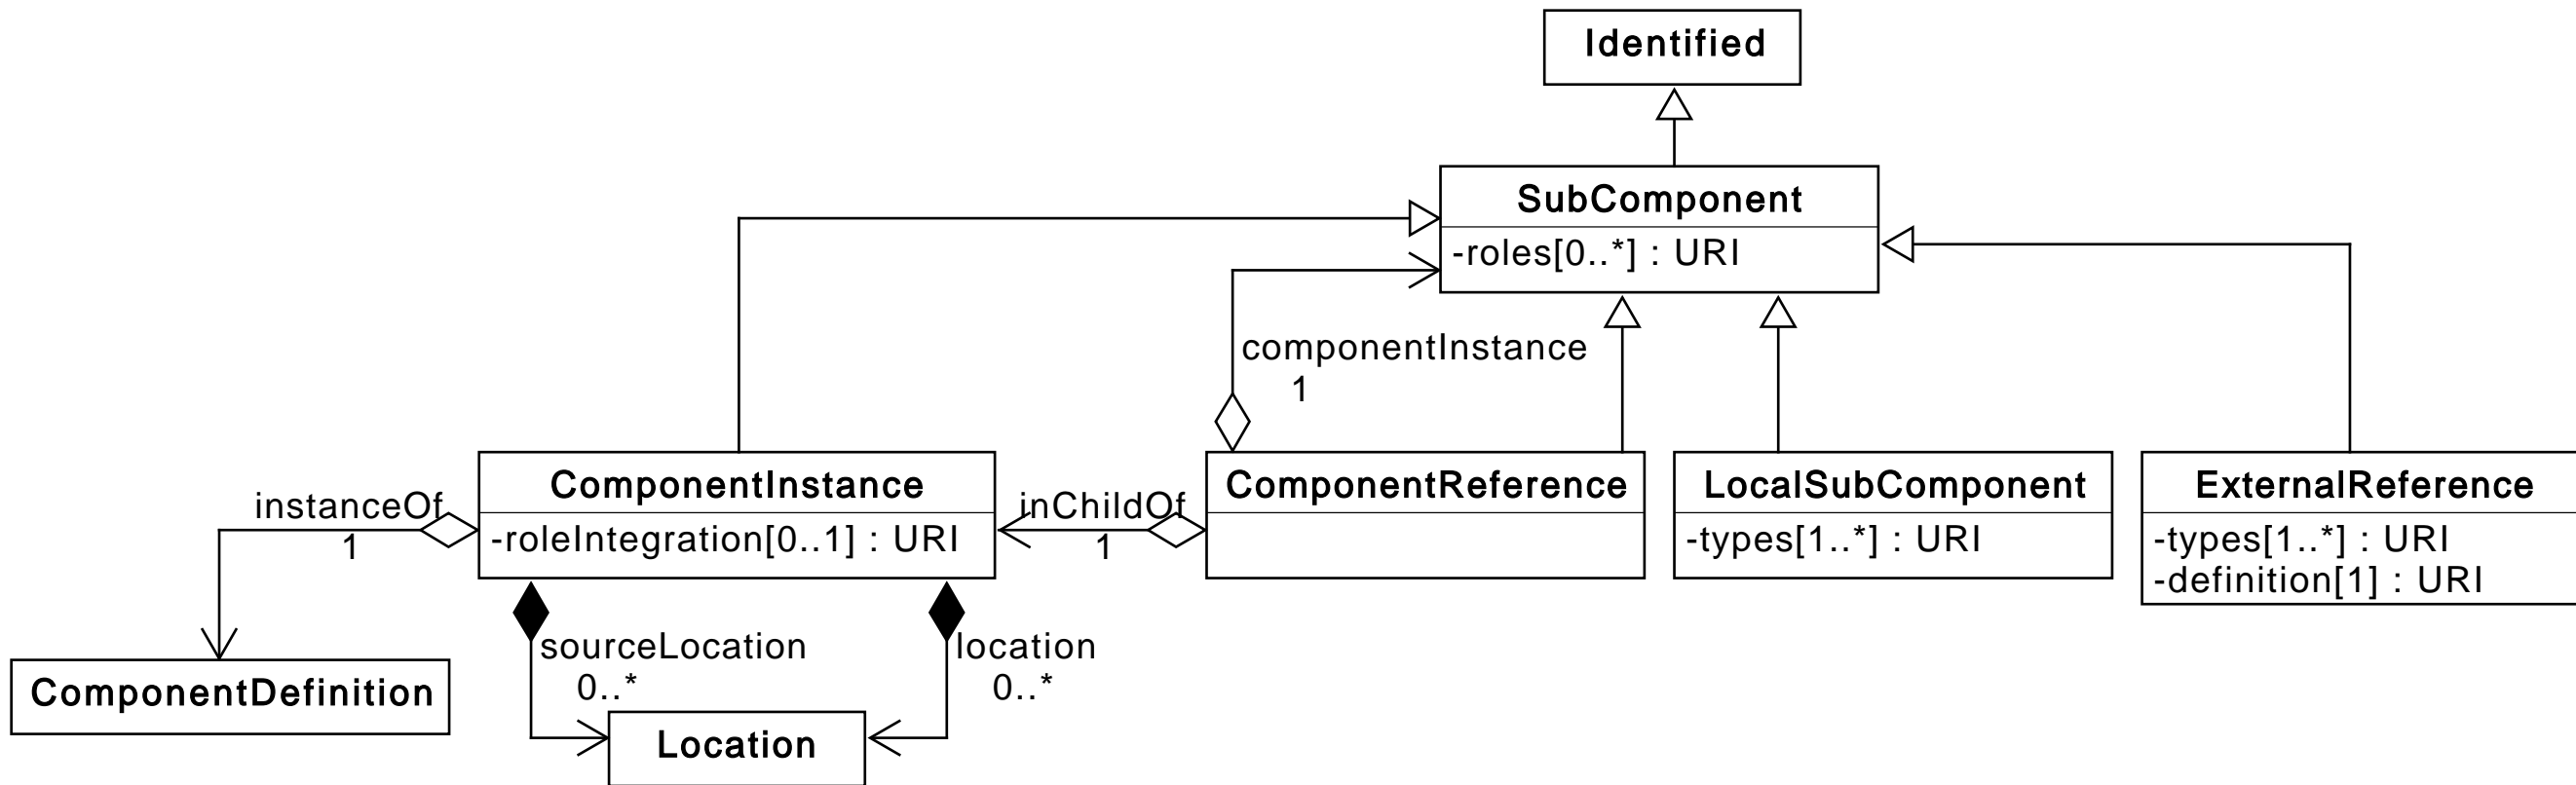 Identified
SubComponent
-roles[0..*] : URI
componentInstance
1
ComponentInstance
-roleIntegration[0..1] : URI
instanceOf
1
inChildOf
1
ComponentReference
LocalSubComponent
-types[1..*] : URI
ExternalReference
-types[1..*] : URI
-definition[1] : URI
sourceLocation
0..*
location
0..*
ComponentDefinition
Location